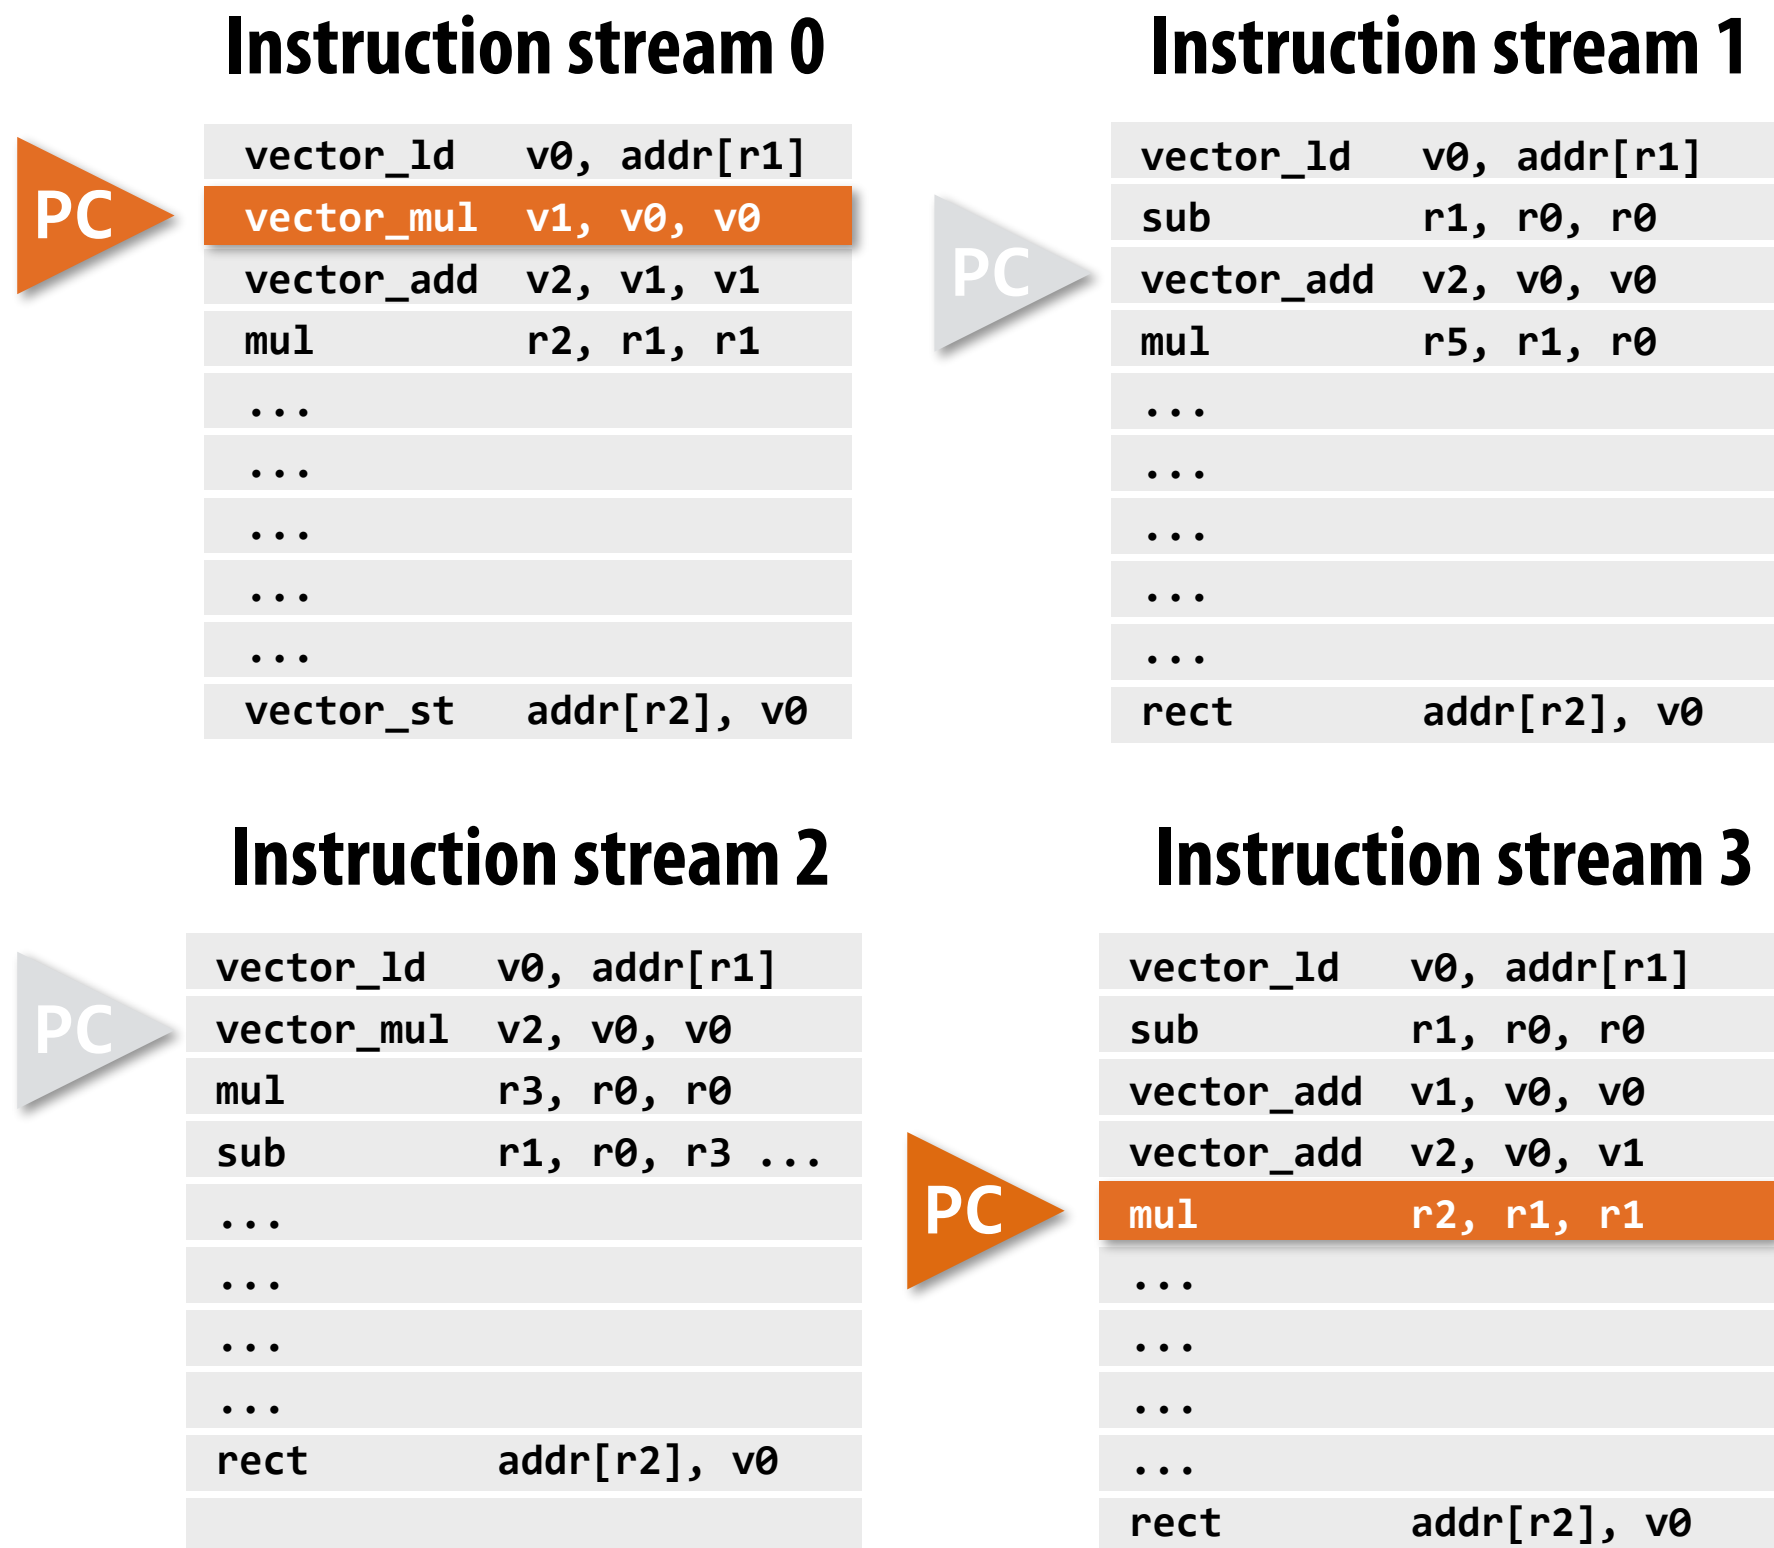 Instruction stream 0
PC
vector_ld v0, addr[r1]
vector_mul v1, v0, v0
vector_add v2, v1, v1
mul r2, r1, r1
...
...
...
...
...
vector_st addr[r2], v0
Instruction stream 1
PC
vector_ld v0, addr[r1]
sub r1, r0, r0
vector_add v2, v0, v0
mul r5, r1, r0
...
...
...
...
...
rect addr[r2], v0
Instruction stream 2
PC
vector_ld v0, addr[r1]
vector_mul v2, v0, v0
mul r3, r0, r0
sub r1, r0, r3 ...
...
...
...
...
rect addr[r2], v0
Instruction stream 3
PC
vector_ld v0, addr[r1]
sub r1, r0, r0
vector_add v1, v0, v0
vector_add v2, v0, v1
mul r2, r1, r1
...
...
...
...
rect addr[r2], v0